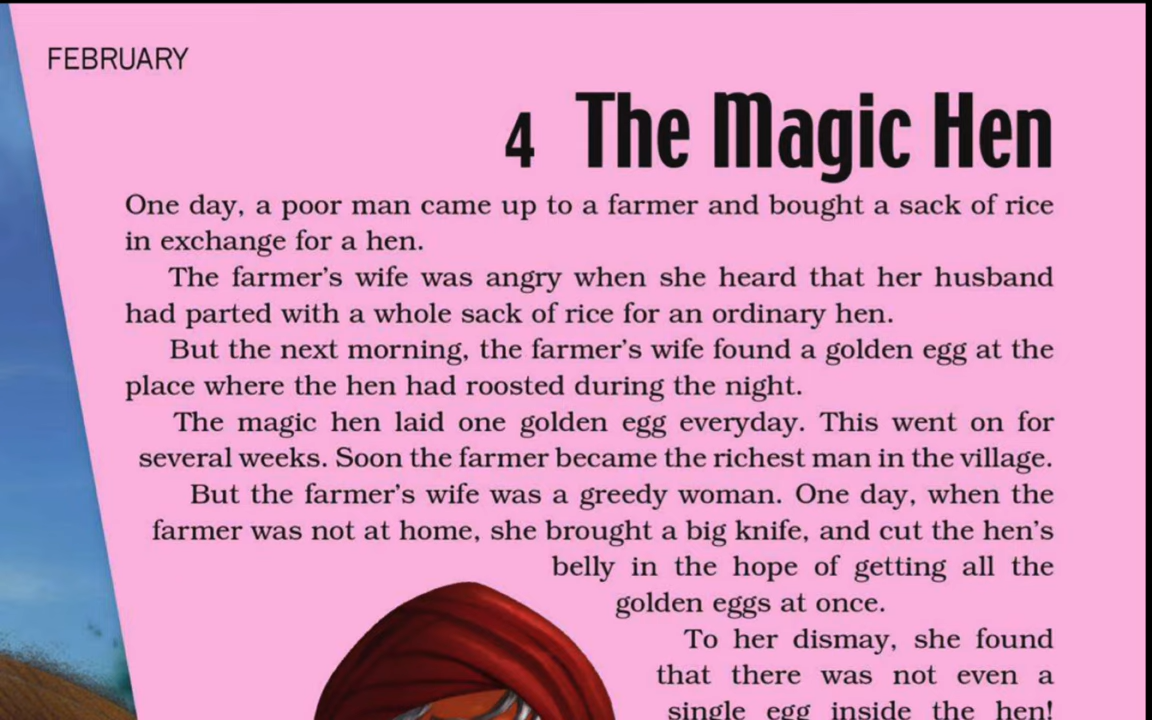 FEBRUARY
4 The Magic Hen
One day, a poor man came up to a farmer and bought a sack of rice
in exchange for a hen.
The farmer's wife was angry when she heard that her husband
had parted with a whole sack of rice for an ordinary hen.
But the next morning, the farmer's wife found a golden egg at the
place where the hen had roosted during the night.
The magic hen laid one golden egg everyday. This went on for
several weeks. Soon the farmer became the richest man in the village.
But the farmer's wife was a greedy woman. One day, when the
farmer was not at home, she brought a big knife, and cut the hen's
belly in the hope of getting all the
golden eggs at once.
To her dismay, she found
that there was not even a
single egg inside the hen!